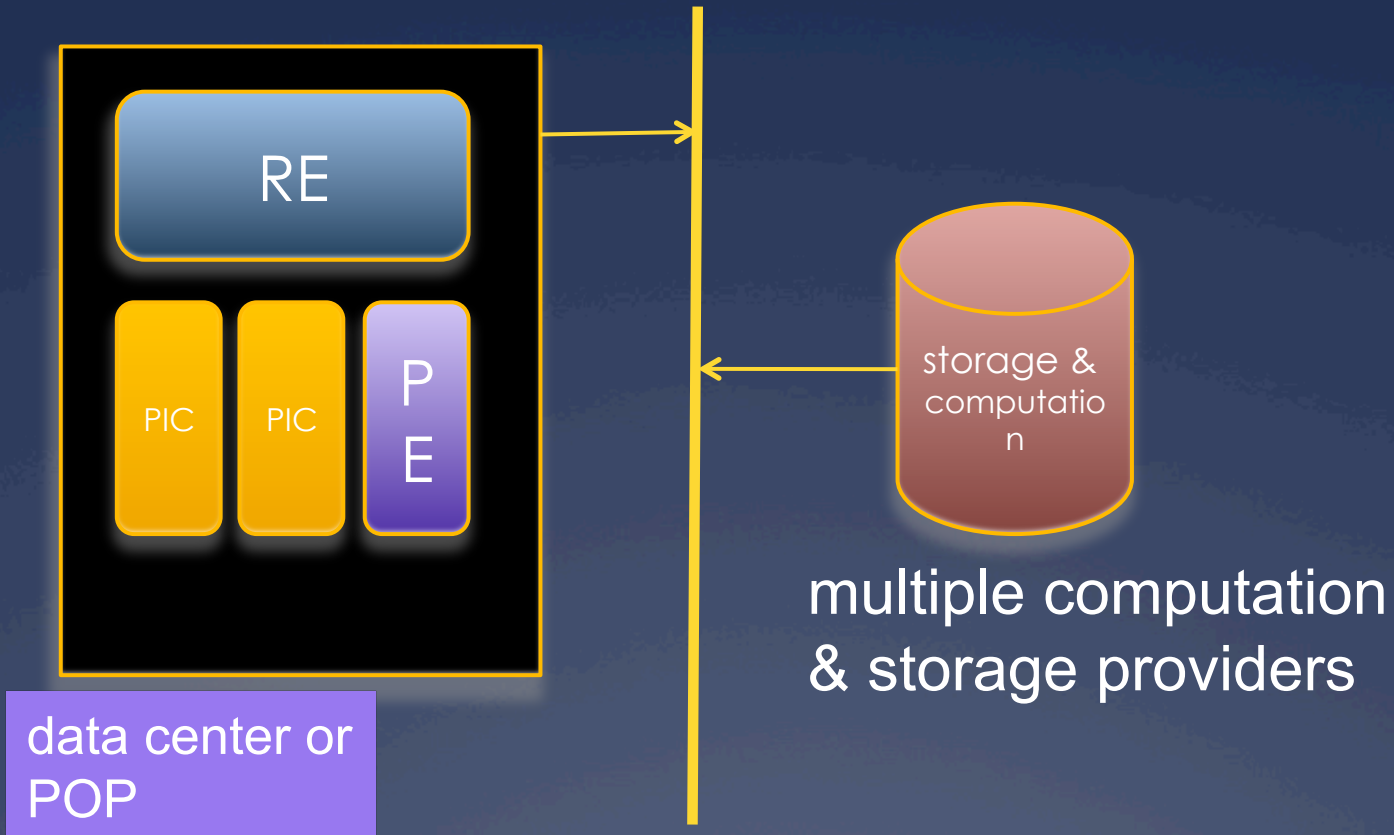 RE
PIC
PIC
P
E
storage &
computatio
n
multiple computation
& storage providers
data center or
POP